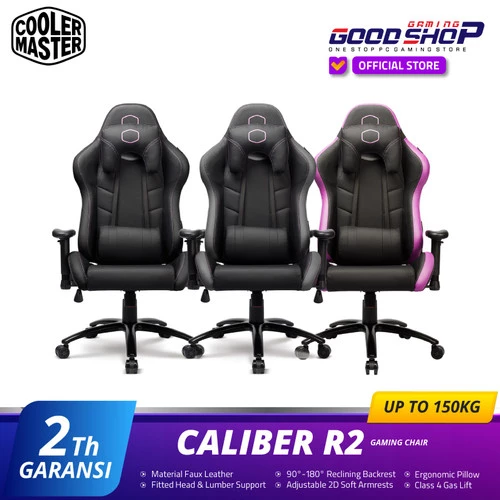 COOLER
MASTER
GAMING
GOODSHOP
ONE STOP PC GAMING STORE
OFFICIAL STORE
UP TO 150KG
2Th
GARANSI
CALIBER R2 GAMING CHAIR
• Material Faux Leather
• Fitted Head & Lumber Support
• 90°-180° Reclining Backrest
• Adjustable 2D Soft Armrests
• Ergonomic Pillow
• Class 4 Gas Lift